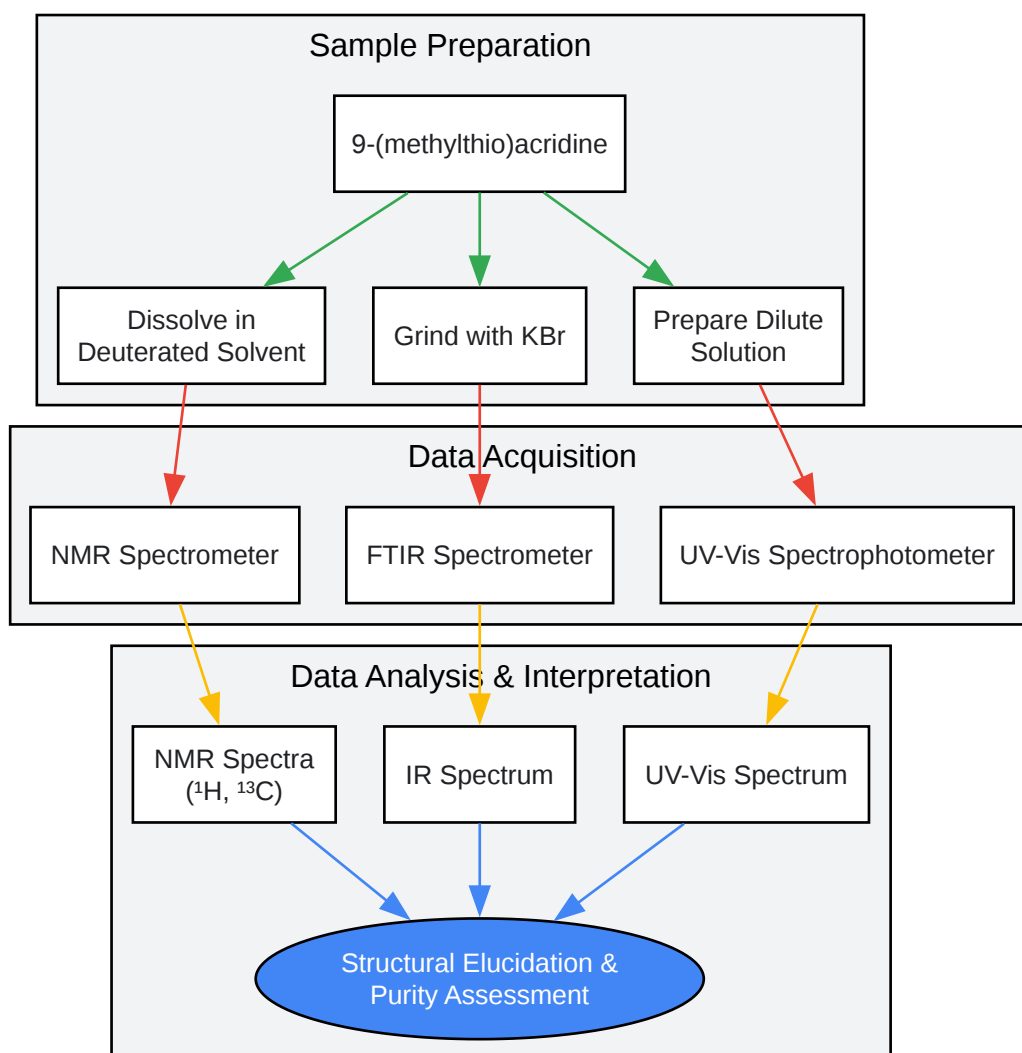 Sample Preparation
9-(methylthio)acridine
Dissolve in
Deuterated Solvent
Grind with KBr
Prepare Dilute
Solution
Data Acquisition
NMR Spectrometer
FTIR Spectrometer
UV-Vis Spectrophotometer
Data Analysis & Interpretation
NMR Spectra
(¹H, ¹³C)
IR Spectrum
UV-Vis Spectrum
Structural Elucidation &
Purity Assessment